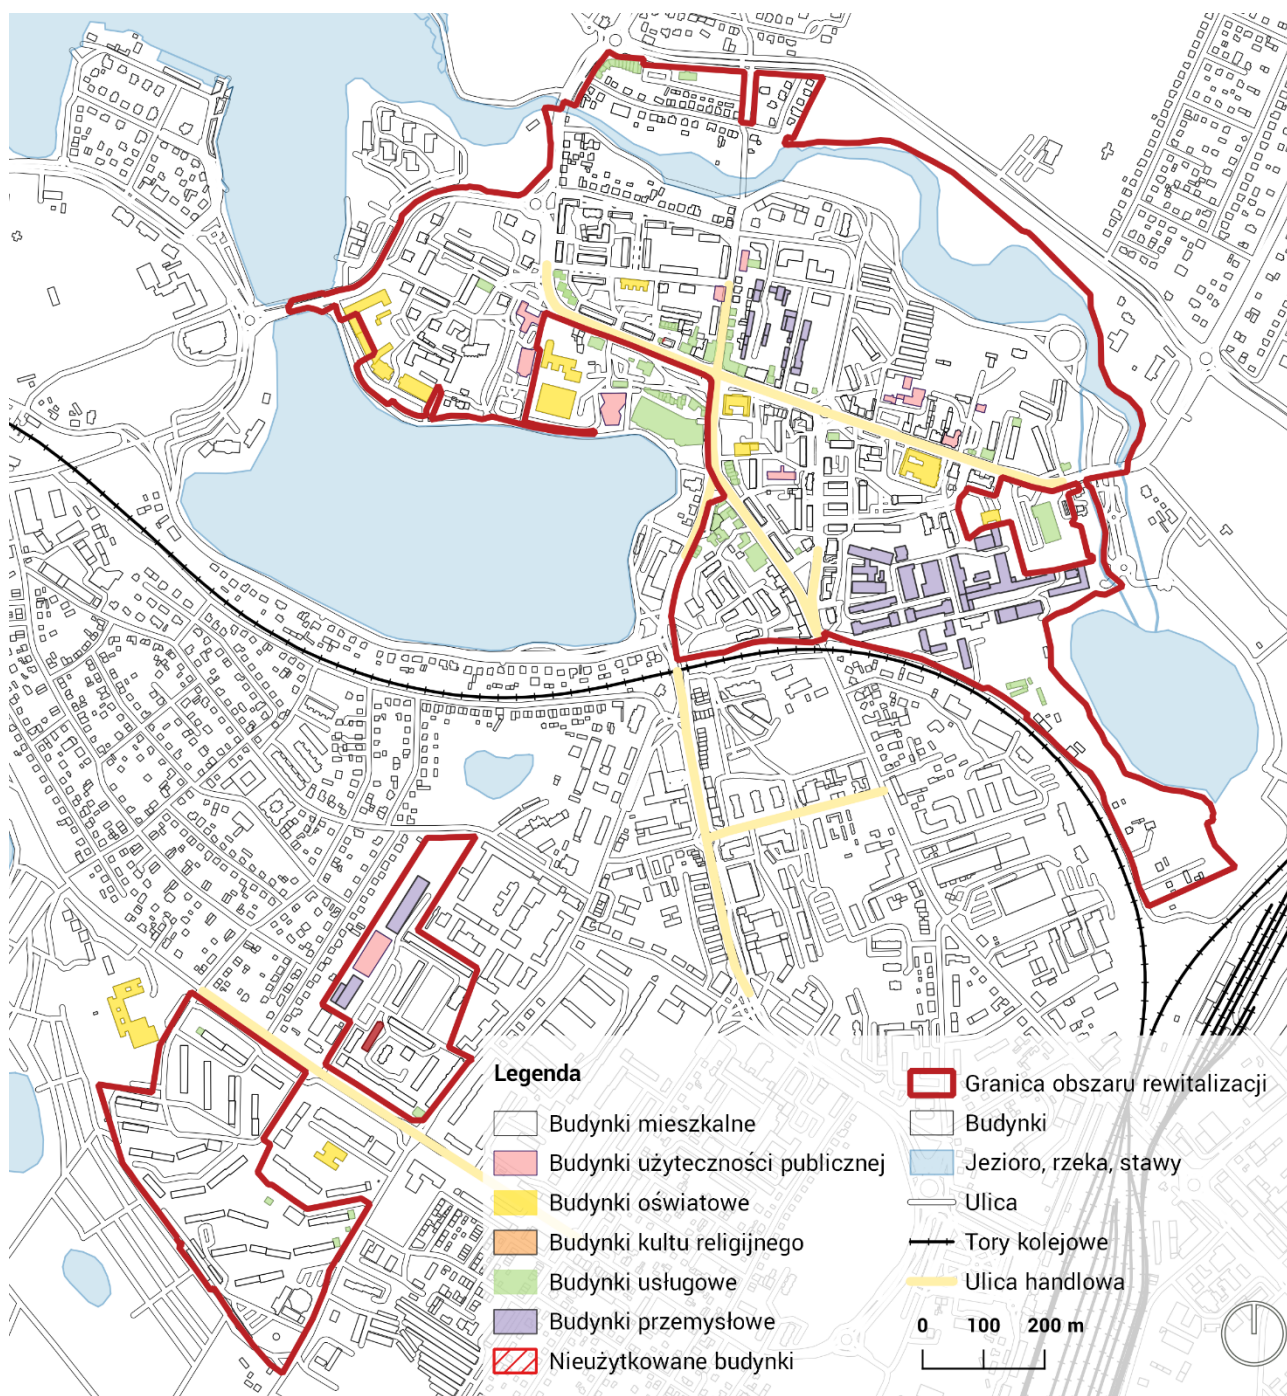 Legenda
Budynki mieszkalne
Budynki użyteczności publicznej
Budynki oświatowe
Budynki kultu religijnego
Budynki usługowe
Budynki przemysłowe
Nieużytkowane budynki
Granica obszaru rewitalizacji
Budynki
Jezioro, rzeka, stawy
Ulica
Tory kolejowe
Ulica handlowa
0 100 200 m